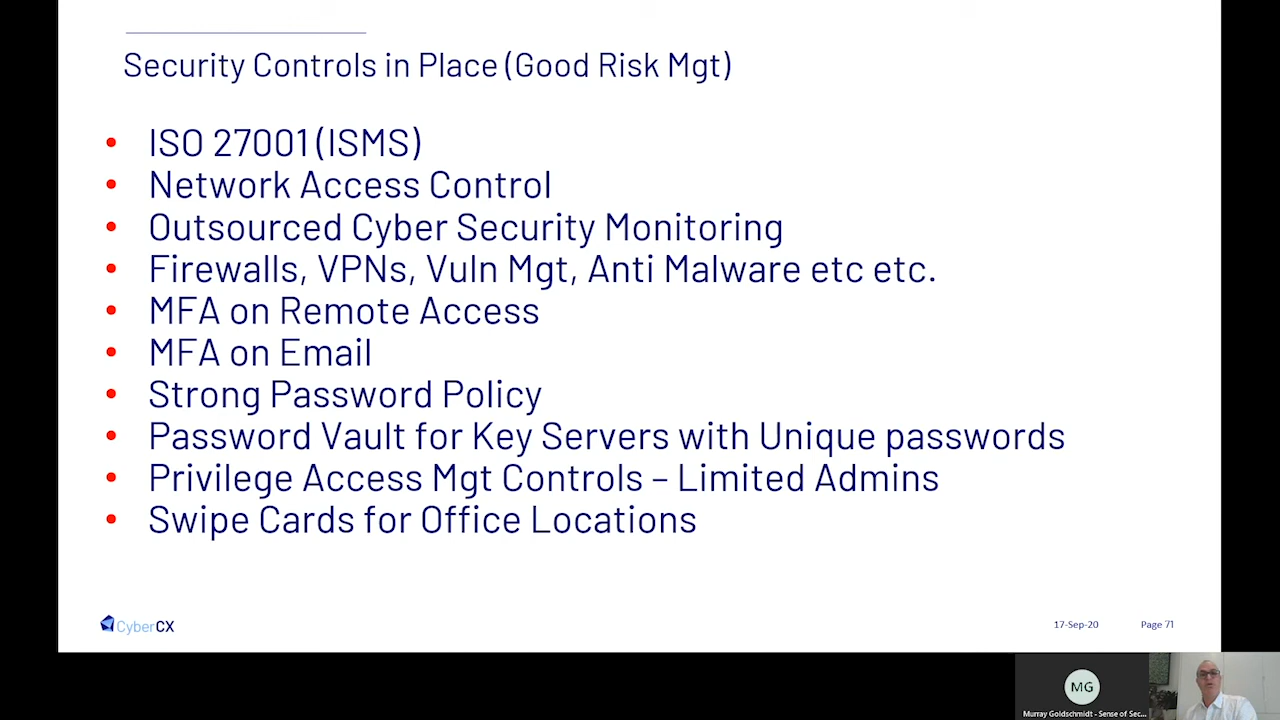 Security Controls in Place (Good Risk Mgt)
• ISO 27001 (ISMS)
• Network Access Control
• Outsourced Cyber Security Monitoring
• Firewalls, VPNs, Vuln Mgt, Anti Malware etc etc.
• MFA on Remote Access
• MFA on Email
• Strong Password Policy
• Password Vault for Key Servers with Unique passwords
• Privilege Access Mgt Controls – Limited Admins
• Swipe Cards for Office Locations
CyberCX
17-Sep-20
Page 71
MG
Murray Goldschmidt - Sense of Sec...